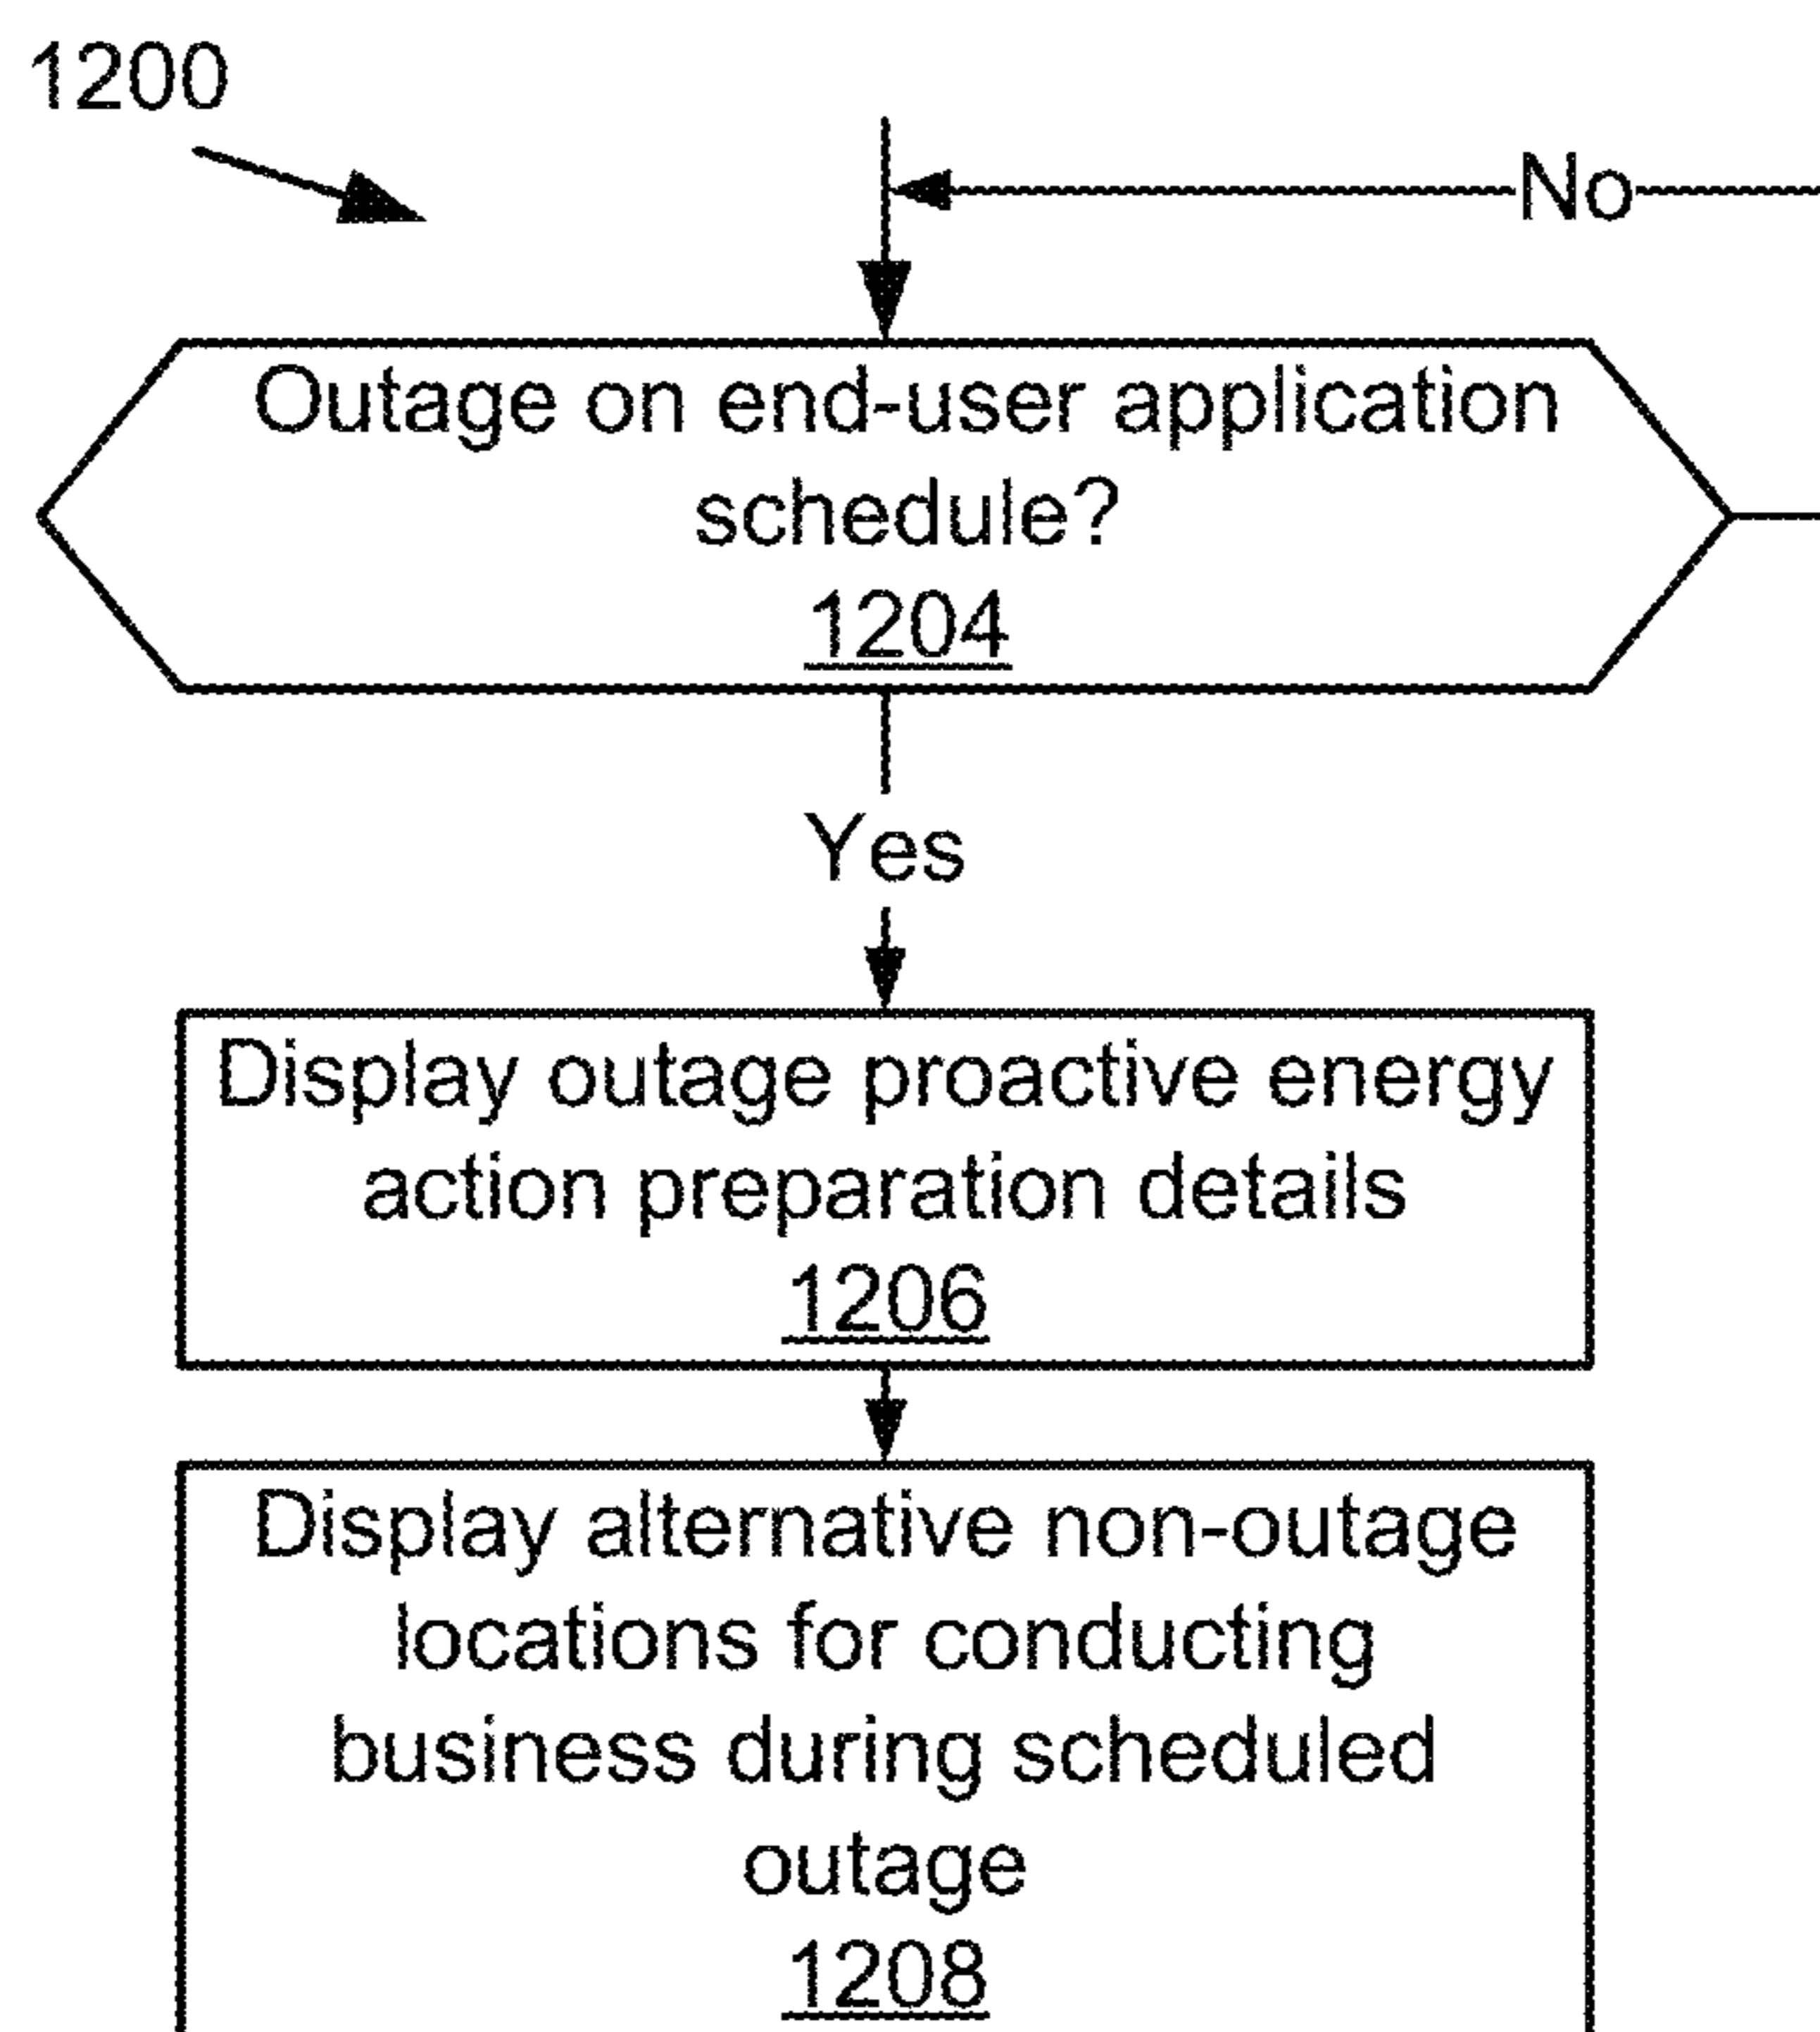 1200
No
Outage on end-user application
schedule?
1204
Yes
Display outage proactive energy
action preparation details
1206
Display alternative non-outage
locations for conducting
business during scheduled
outage
1208